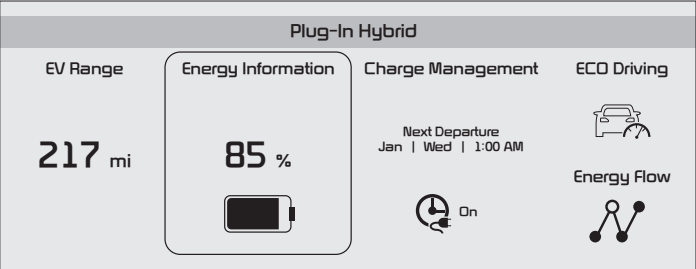 Plug-In Hybrid
EV Range
217 mi
Energy Information
85 %
Charge Management
Next Departure
Jan | Wed | 1:00 AM
On
ECO Driving
Energy Flow